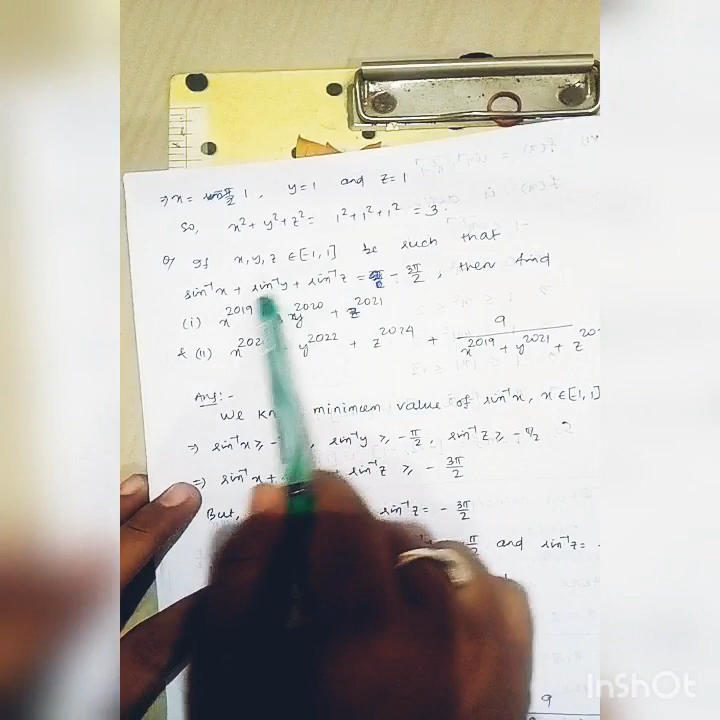 ⇒ x = 1, y=1 and z=1
So, x² + y² + z² = 1² + 1² + 1² = 3.
Q/ If x, y, z ∈ [-1, 1] be such that
sin⁻¹x + sin⁻¹y + sin⁻¹z = - 3π/2, then find
(i) x²⁰¹⁹ y²⁰²⁰ + z²⁰²¹
& (ii) y²⁰²² + z²⁰²⁴ + 9/(x²⁰¹⁹ + y²⁰²¹ + z
Ans:-
We minimum value of sin⁻¹x, x ∈ [-1, 1]
⇒ sin⁻¹x ≥ - , sin⁻¹y ≥ -π/2, sin⁻¹z ≥ -π/2
⇒ sin⁻¹x + sin⁻¹z ≥ - 3π/2
But, sin⁻¹z = - 3π/2
π/2 and sin⁻¹z =
9
InShOt